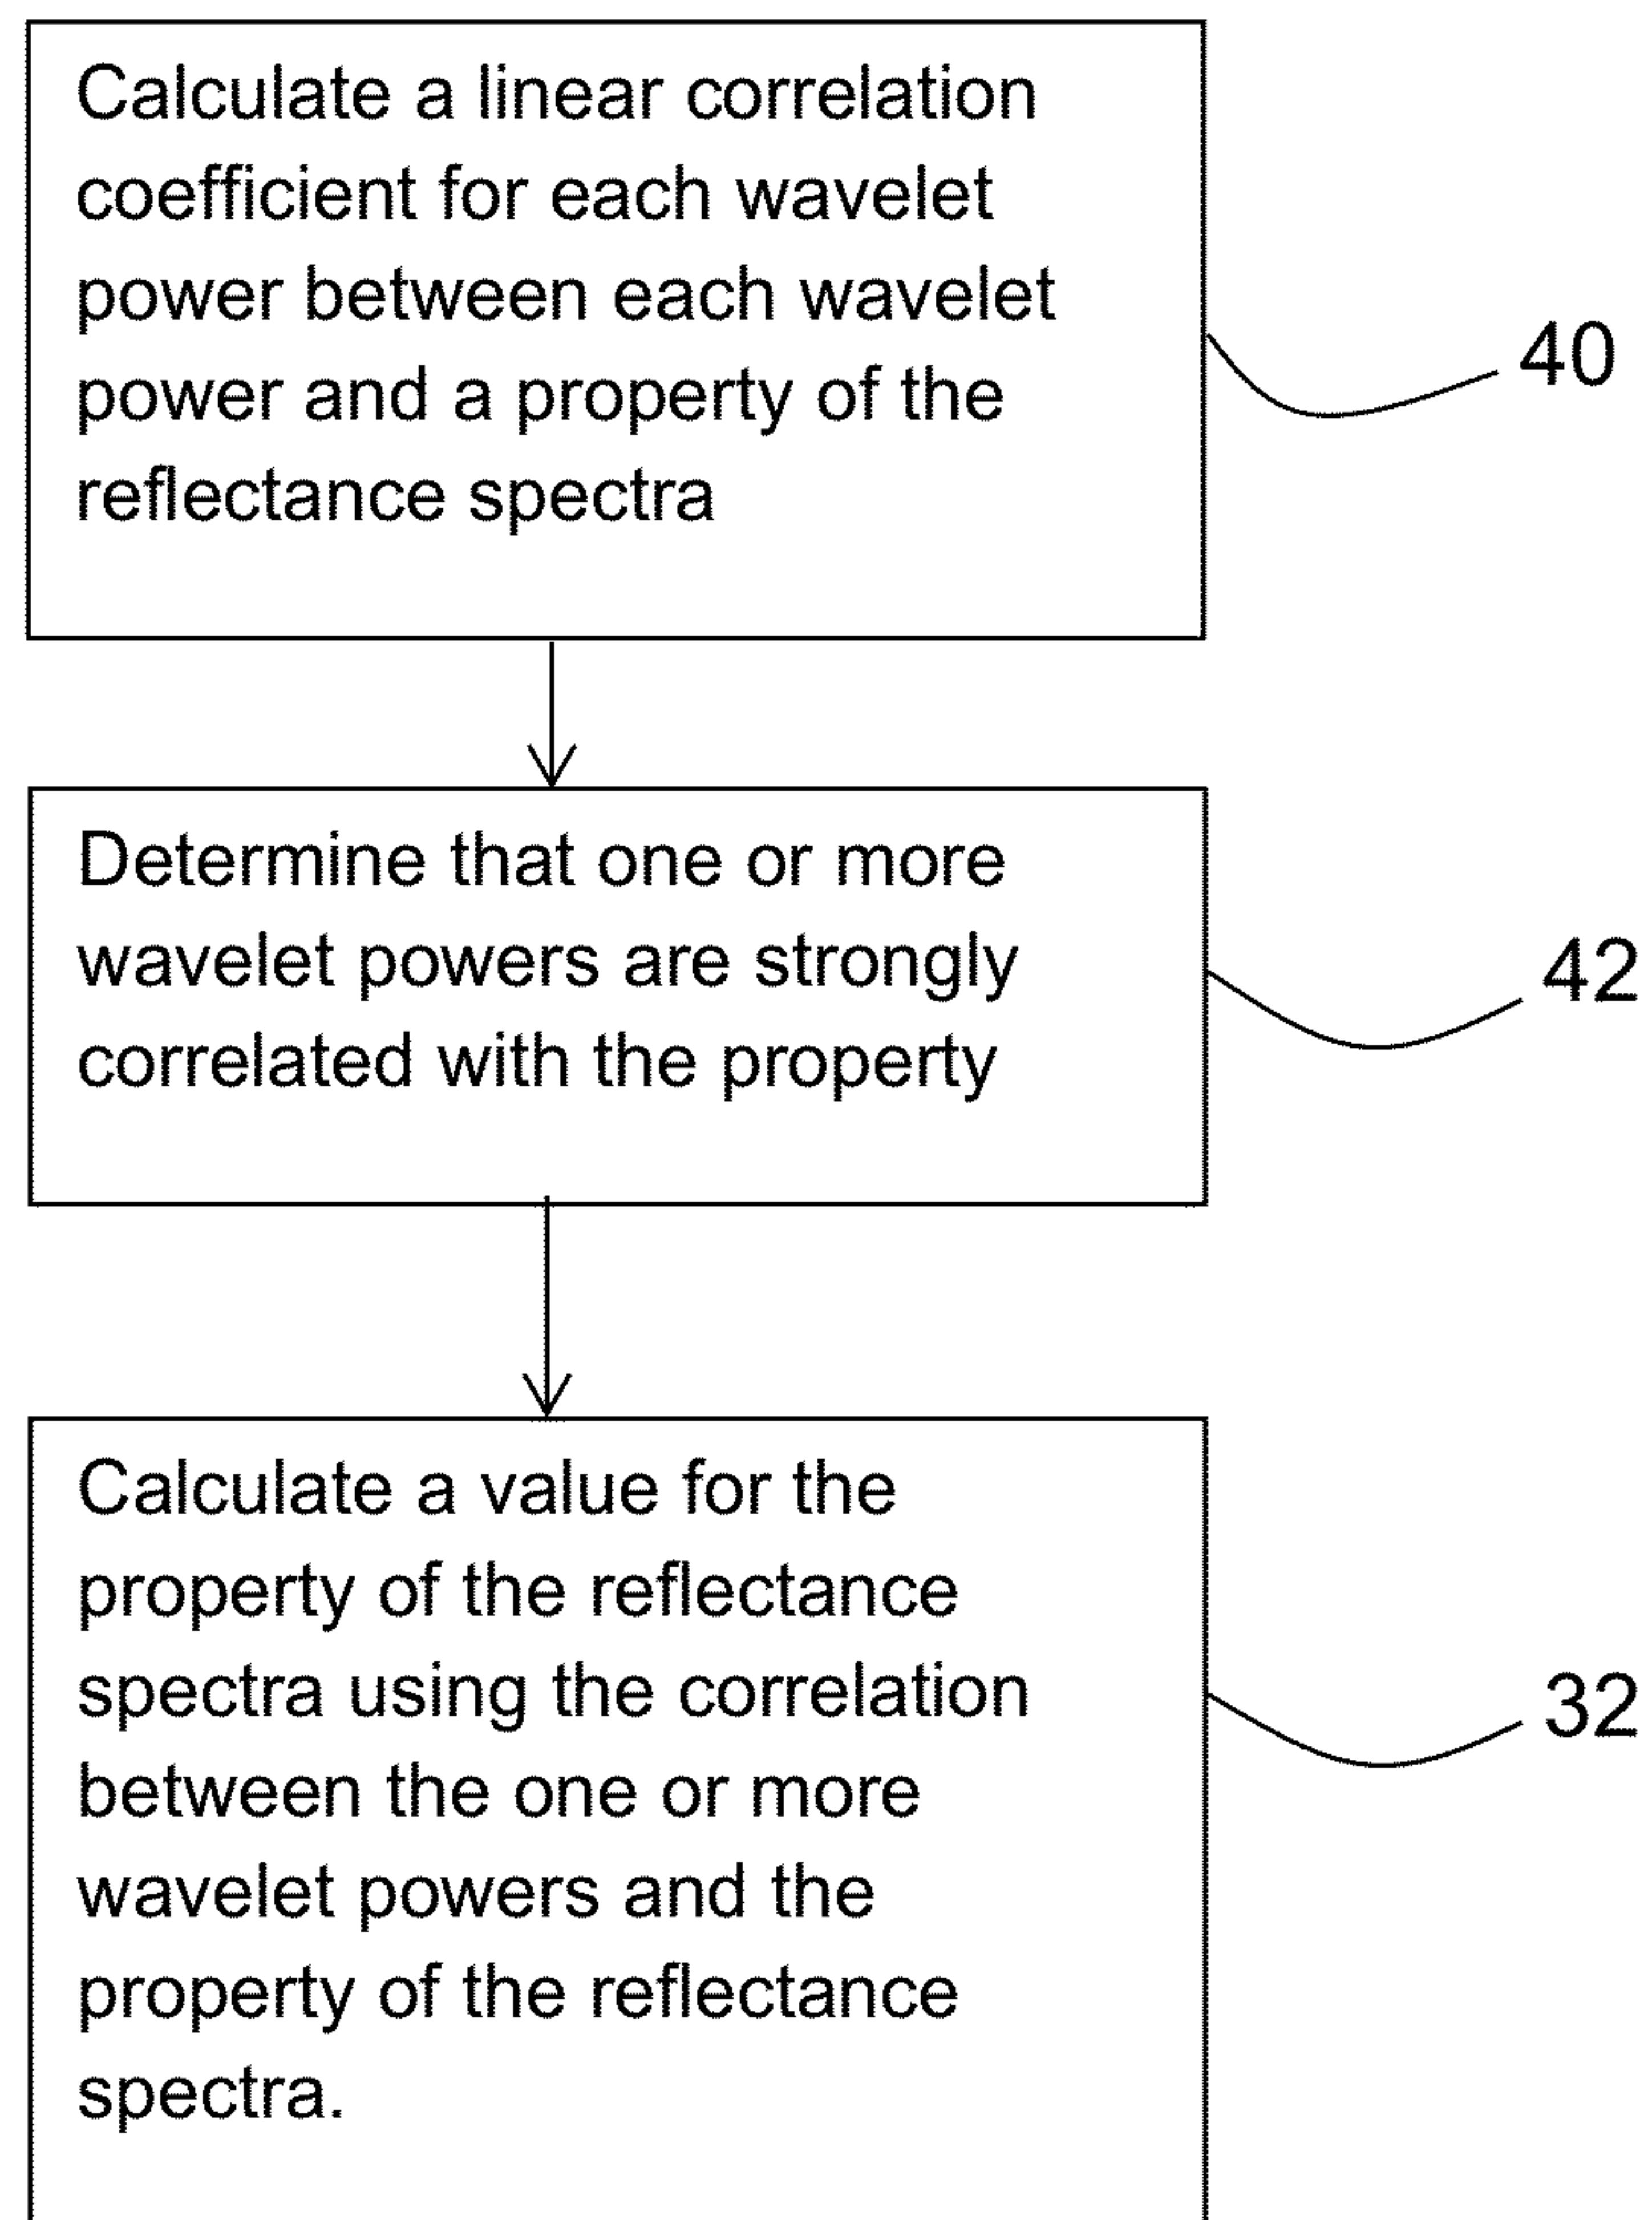 Calculate a linear correlation
coefficient for each wavelet
power between each wavelet
power and a property of the
reflectance spectra
40
Determine that one or more
wavelet powers are strongly
correlated with the property
42
Calculate a value for the
property of the reflectance
spectra using the correlation
between the one or more
wavelet powers and the
property of the reflectance
spectra.
32